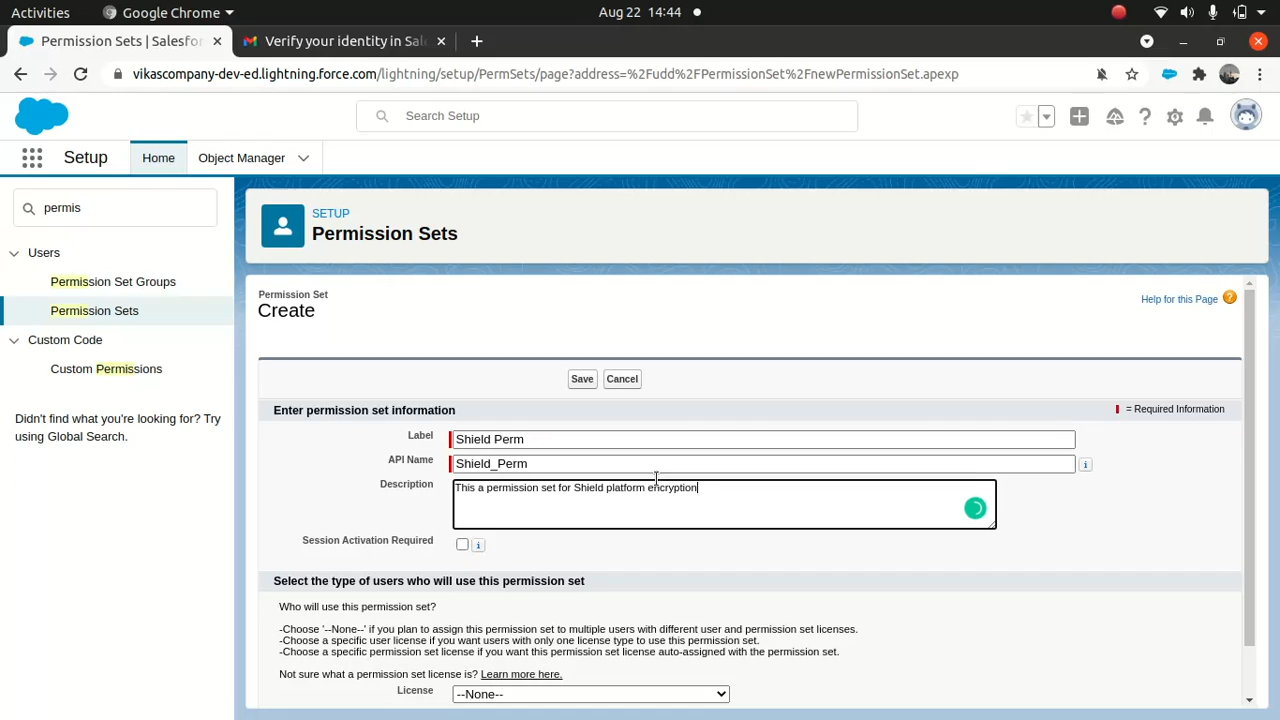 Activities
Google Chrome
Aug 22 14:44
Permission Sets | Salesfor
Verify your identity in Sal
vikascompany-dev-ed.lightning.force.com/lightning/setup/PermSets/page?address=%2Fudd%2FPermissionSet%2FnewPermissionSet.apexp
Search Setup
Setup
Home
Object Manager
permis
Users
Permission Set Groups
Permission Sets
Custom Code
Custom Permissions
Didn't find what you're looking for? Try
using Global Search.
SETUP
Permission Sets
Permission Set
Create
Help for this Page
Save
Cancel
Enter permission set information
= Required Information
Label
Shield Perm
API Name
Shield_Perm
Description
This a permission set for Shield platform encryption
Session Activation Required
Select the type of users who will use this permission set
Who will use this permission set?
-Choose '--None--' if you plan to assign this permission set to multiple users with different user and permission set licenses.
-Choose a specific user license if you want users with only one license type to use this permission set.
-Choose a specific permission set license if you want this permission set license auto-assigned with the permission set.
Not sure what a permission set license is? Learn more here.
License
--None--